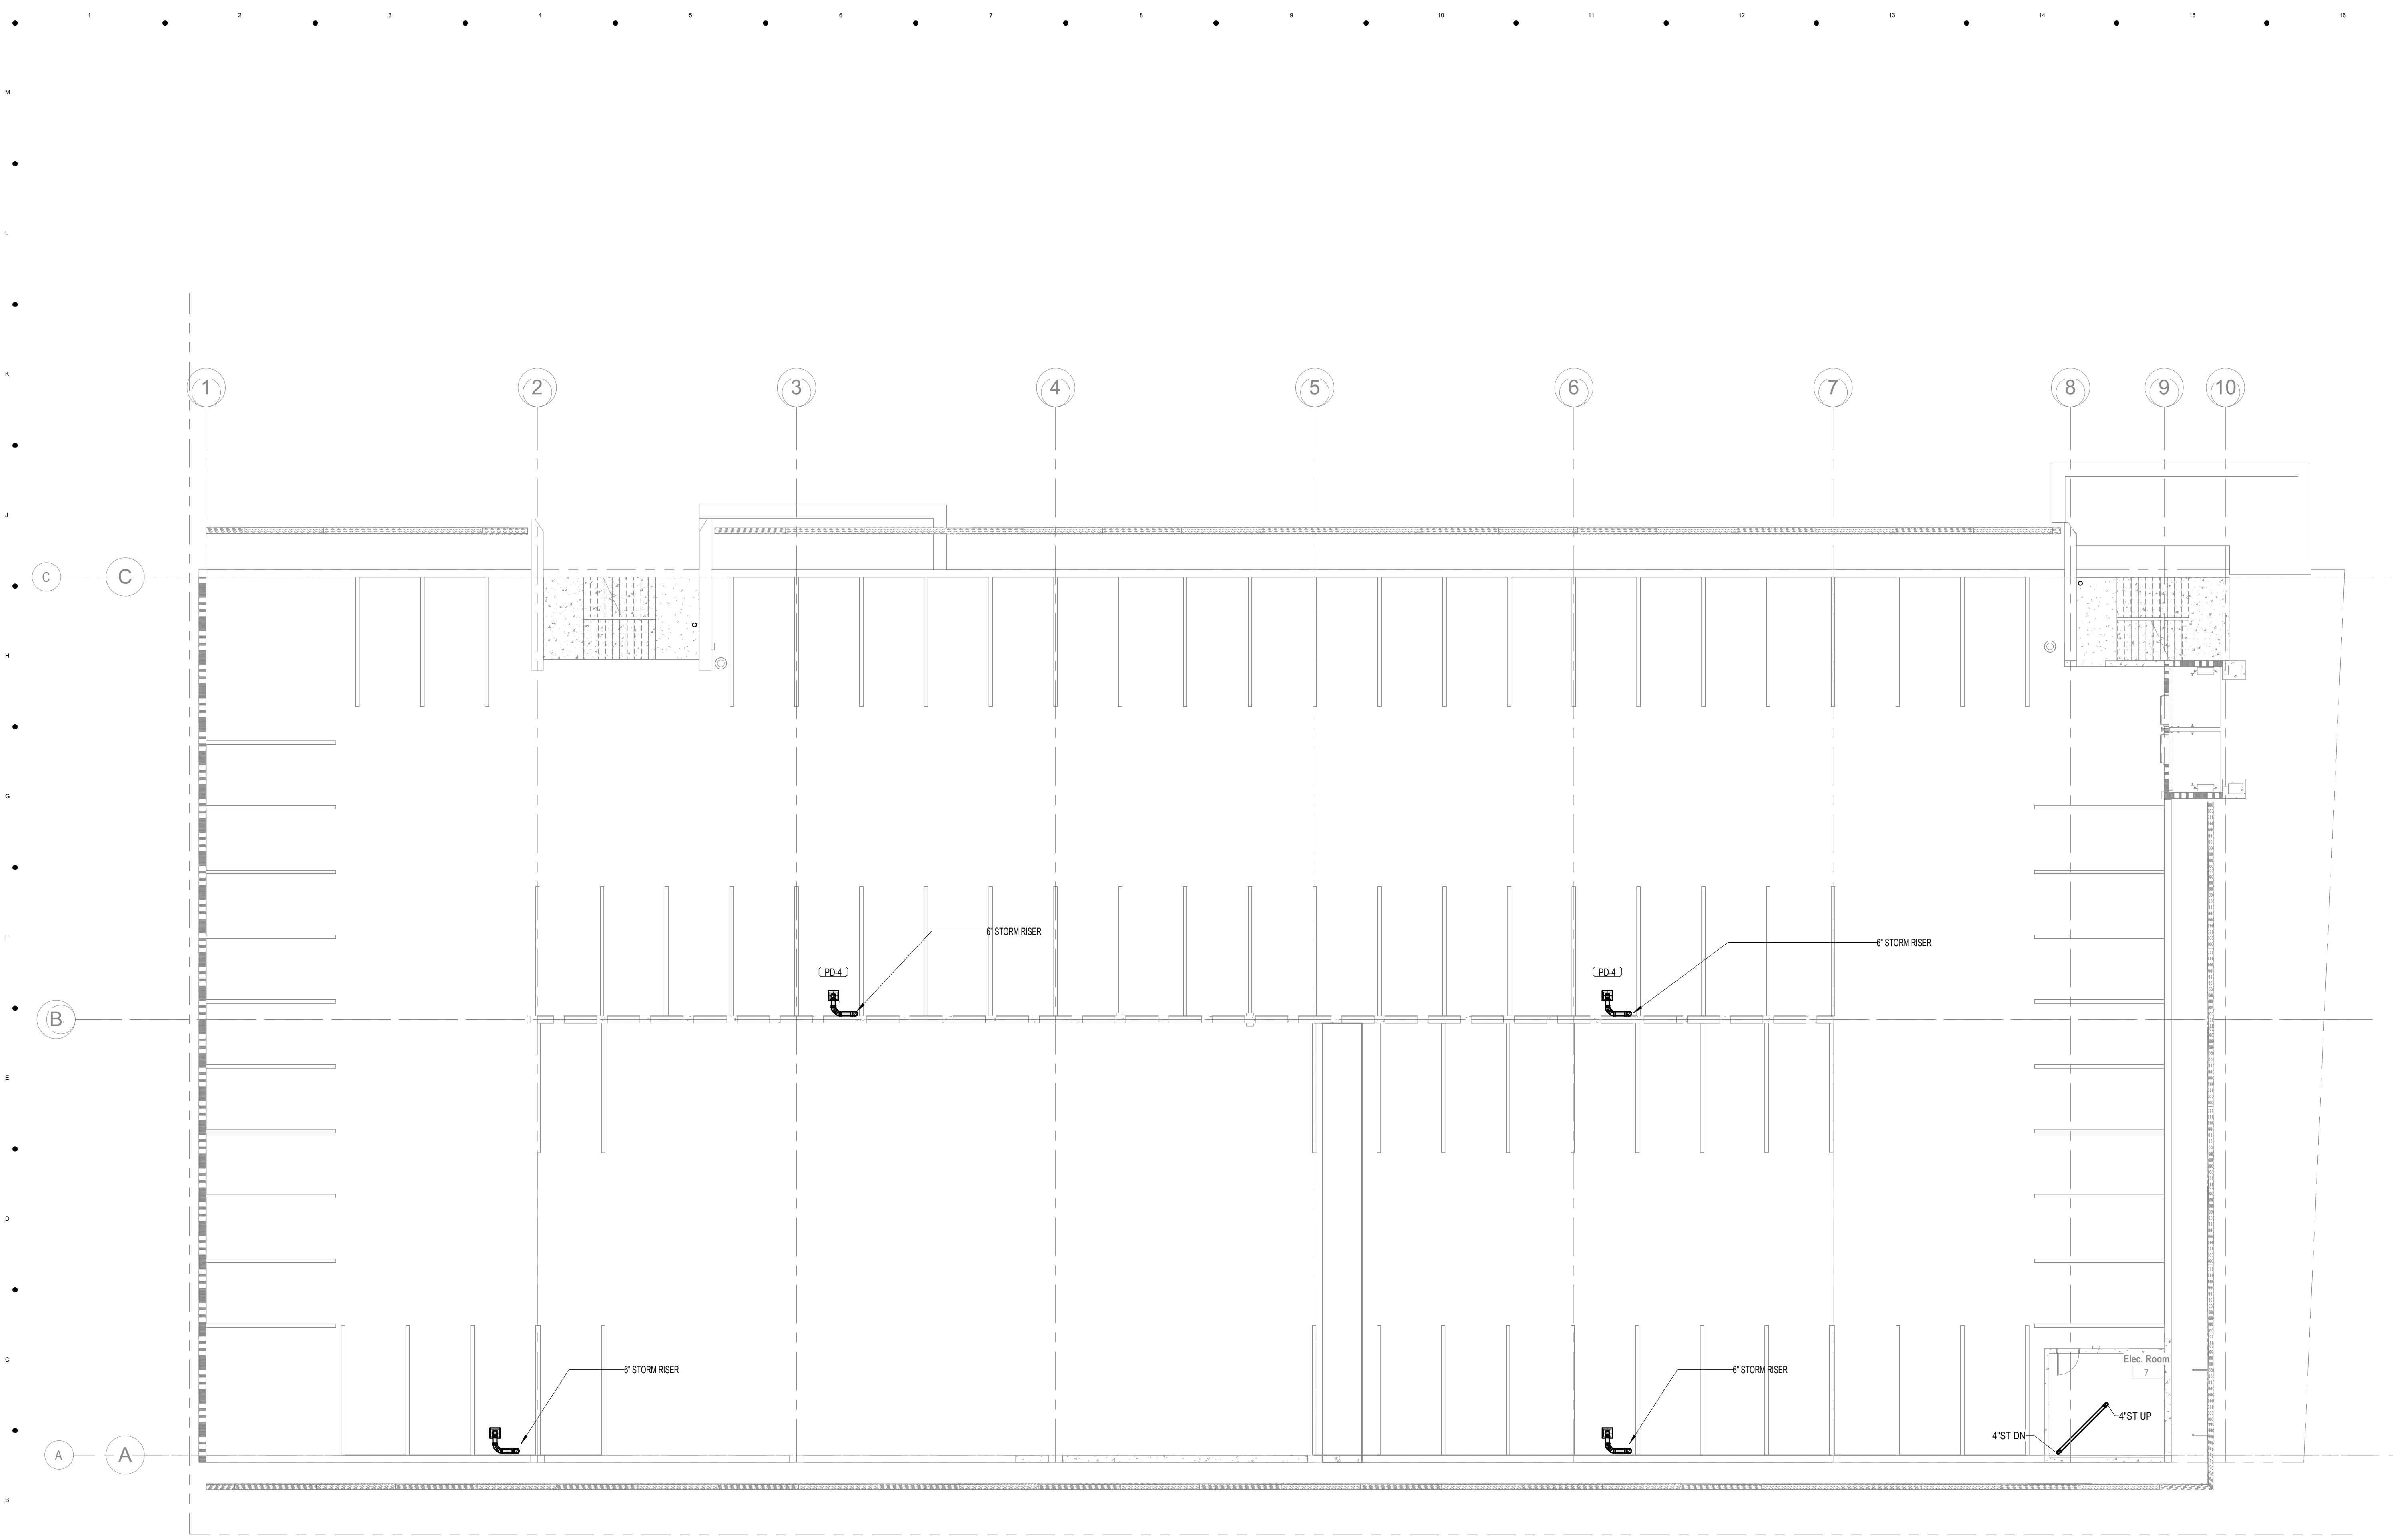 1 2 3 4 5 6 7 8 9 10 11 12 13 14 15 16
M
L
K
1 2 3 4 5 6 7 8 9 10
J
C C
H
G
F
6" STORM RISER
6" STORM RISER
PD-4
PD-4
B
E
D
C
Elec. Room
7
6" STORM RISER
6" STORM RISER
4"ST UP
4"ST DN
A A
B